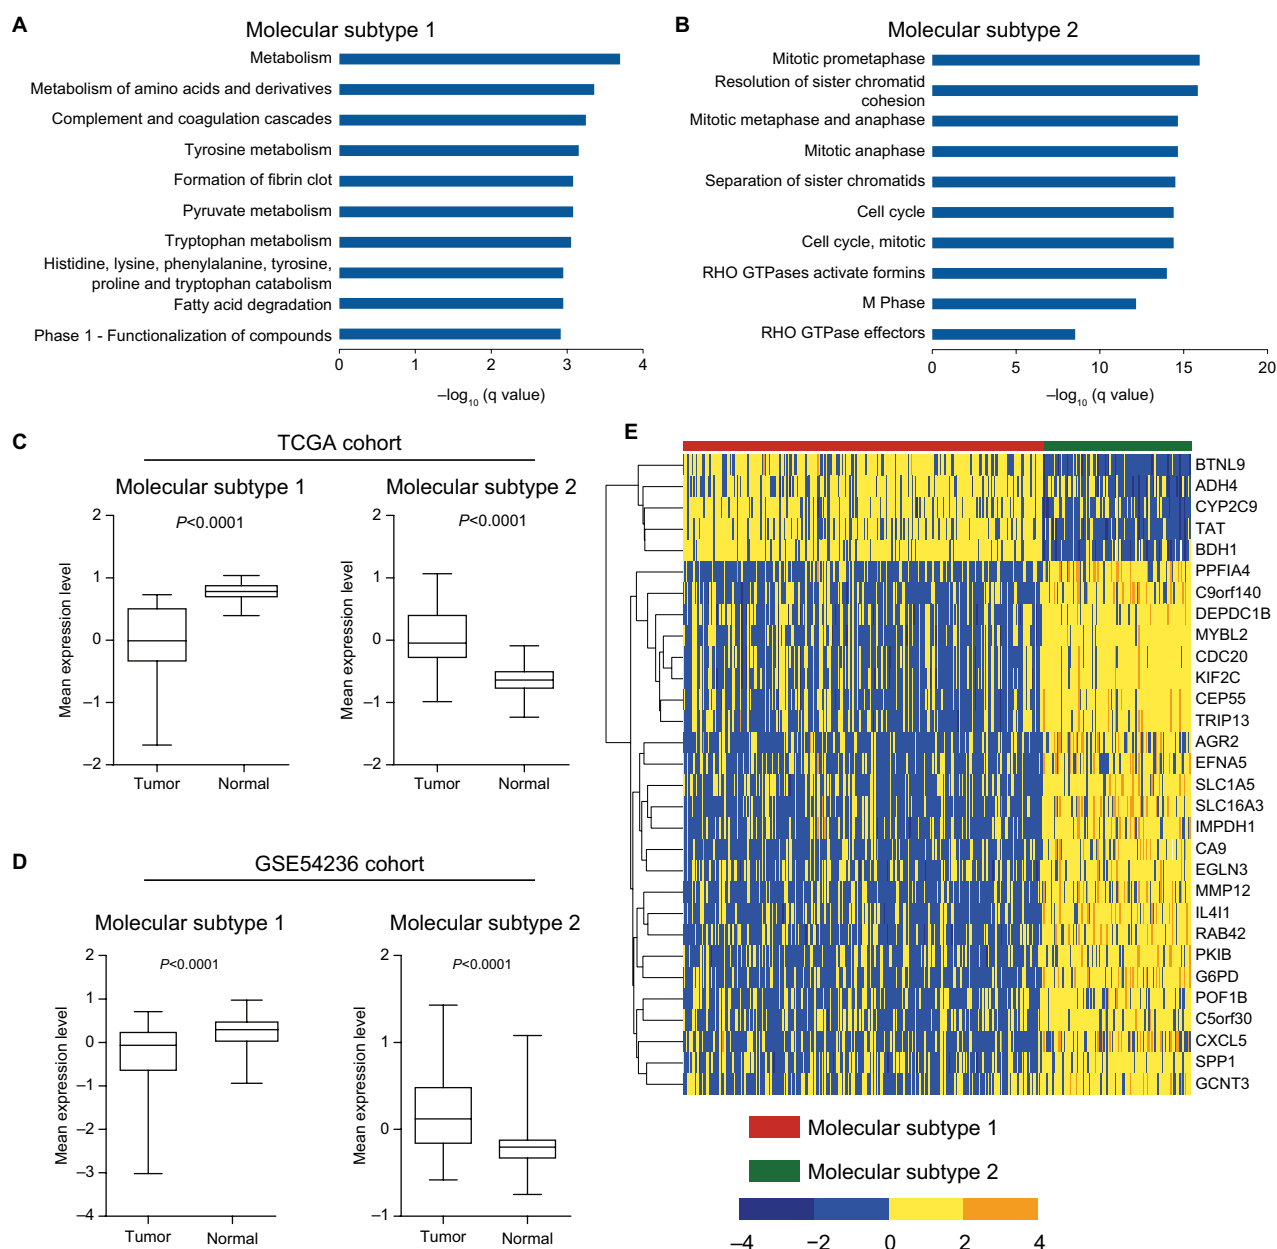 A
Molecular subtype 1
Metabolism
Metabolism of amino acids and derivatives
Complement and coagulation cascades
Tyrosine metabolism
Formation of fibrin clot
Pyruvate metabolism
Tryptophan metabolism
Histidine, lysine, phenylalanine, tyrosine,
proline and tryptophan catabolism
Fatty acid degradation
Phase 1 - Functionalization of compounds
0 1 2 3 4
–log10 (q value)
B
Molecular subtype 2
Mitotic prometaphase
Resolution of sister chromatid
cohesion
Mitotic metaphase and anaphase
Mitotic anaphase
Separation of sister chromatids
Cell cycle
Cell cycle, mitotic
RHO GTPases activate formins
M Phase
RHO GTPase effectors
0 5 10 15 20
–log10 (q value)
C
TCGA cohort
Molecular subtype 1
P<0.0001
Mean expression level
2
1
0
–1
–2
Tumor Normal
Molecular subtype 2
P<0.0001
Mean expression level
2
1
0
–1
–2
Tumor Normal
D
GSE54236 cohort
Molecular subtype 1
P<0.0001
Mean expression level
2
1
0
–1
–2
–3
–4
Tumor Normal
Molecular subtype 2
P<0.0001
Mean expression level
2
1
0
–1
Tumor Normal
E
BTNL9
ADH4
CYP2C9
TAT
BDH1
PPFIA4
C9orf140
DEPDC1B
MYBL2
CDC20
KIF2C
CEP55
TRIP13
AGR2
EFNA5
SLC1A5
SLC16A3
IMPDH1
CA9
EGLN3
MMP12
IL4I1
RAB42
PKIB
G6PD
POF1B
C5orf30
CXCL5
SPP1
GCNT3
Molecular subtype 1
Molecular subtype 2
–4 –2 0 2 4